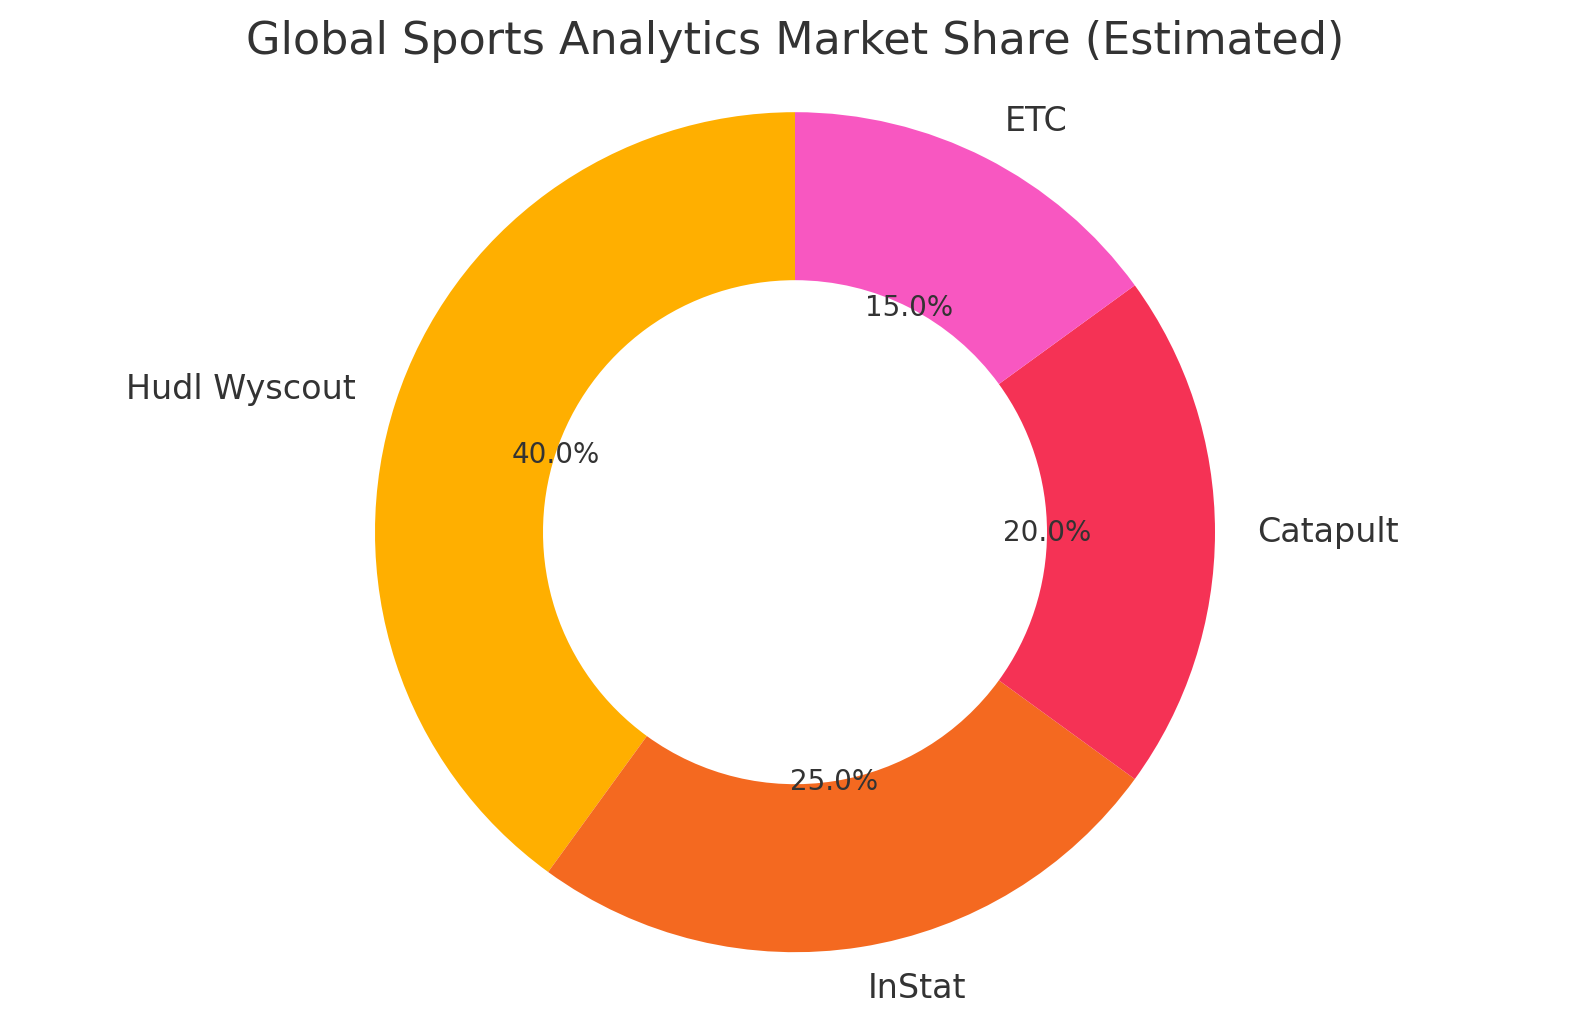 Global Sports Analytics Market Share (Estimated)
ETC
15.0%
Hudl Wyscout
40.0%
20.0%
Catapult
25.0%
InStat